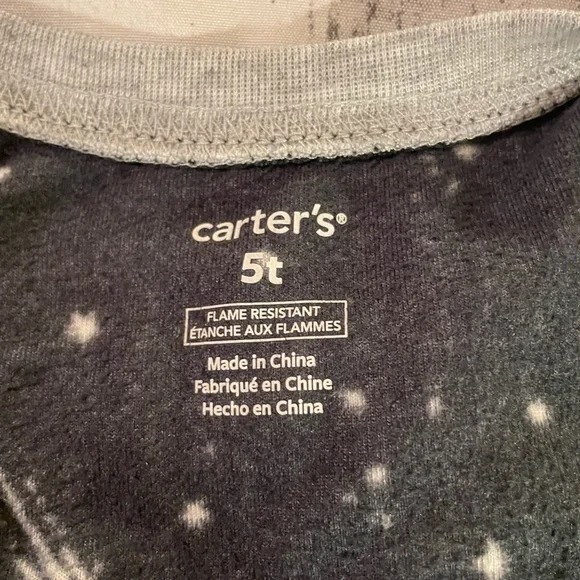 carter's®
5t
FLAME RESISTANT
ÉTANCHE AUX FLAMMES
Made in China
Fabriqué en Chine
Hecho en China